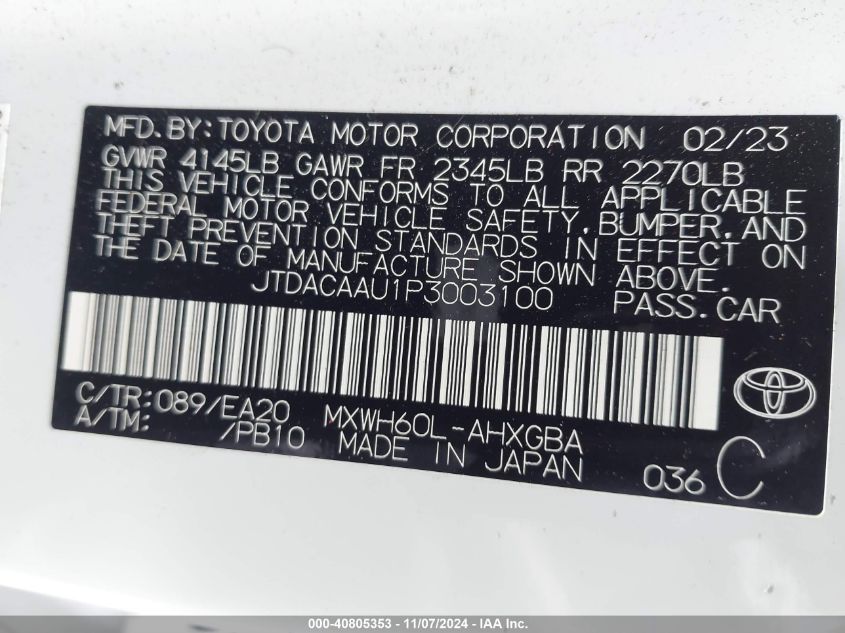 MFD.BY:TOYOTA MOTOR CORPORATION 02/23
GVWR 4145LB GAWR FR 2345LB RR 2270LB
THIS VEHICLE CONFORMS TO ALL APPLICABLE
FEDERAL MOTOR VEHICLE SAFETY,BUMPER,AND
THEFT PREVENTION STANDARDS IN EFFECT ON
THE DATE OF MANUFACTURE SHOWN ABOVE.
JTDACAAU1P3003100 PASS.CAR
C/TR:089/EA20 MXWH60L-AHXGBA
A/TM: /PB10 MADE IN JAPAN
036 C
000-40805353 - 11/07/2024 - IAA Inc.